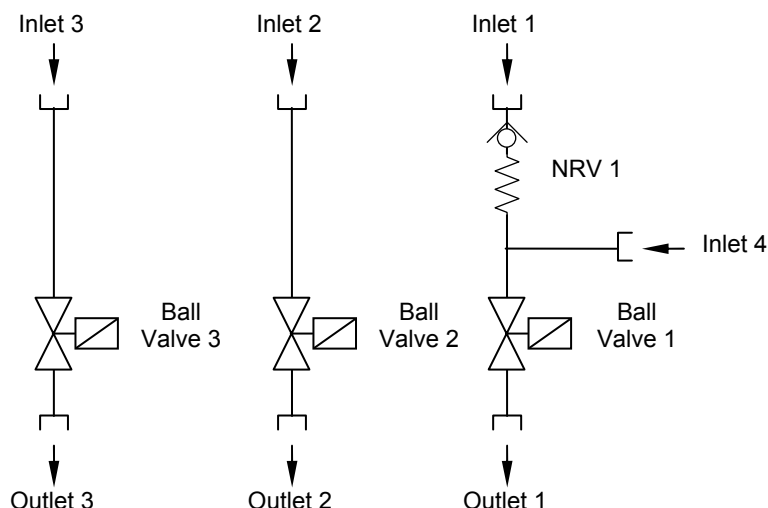 Inlet 3
Inlet 2
Inlet 1
NRV 1
Inlet 4
Ball
Valve 3
Ball
Valve 2
Ball
Valve 1
Outlet 3
Outlet 2
Outlet 1